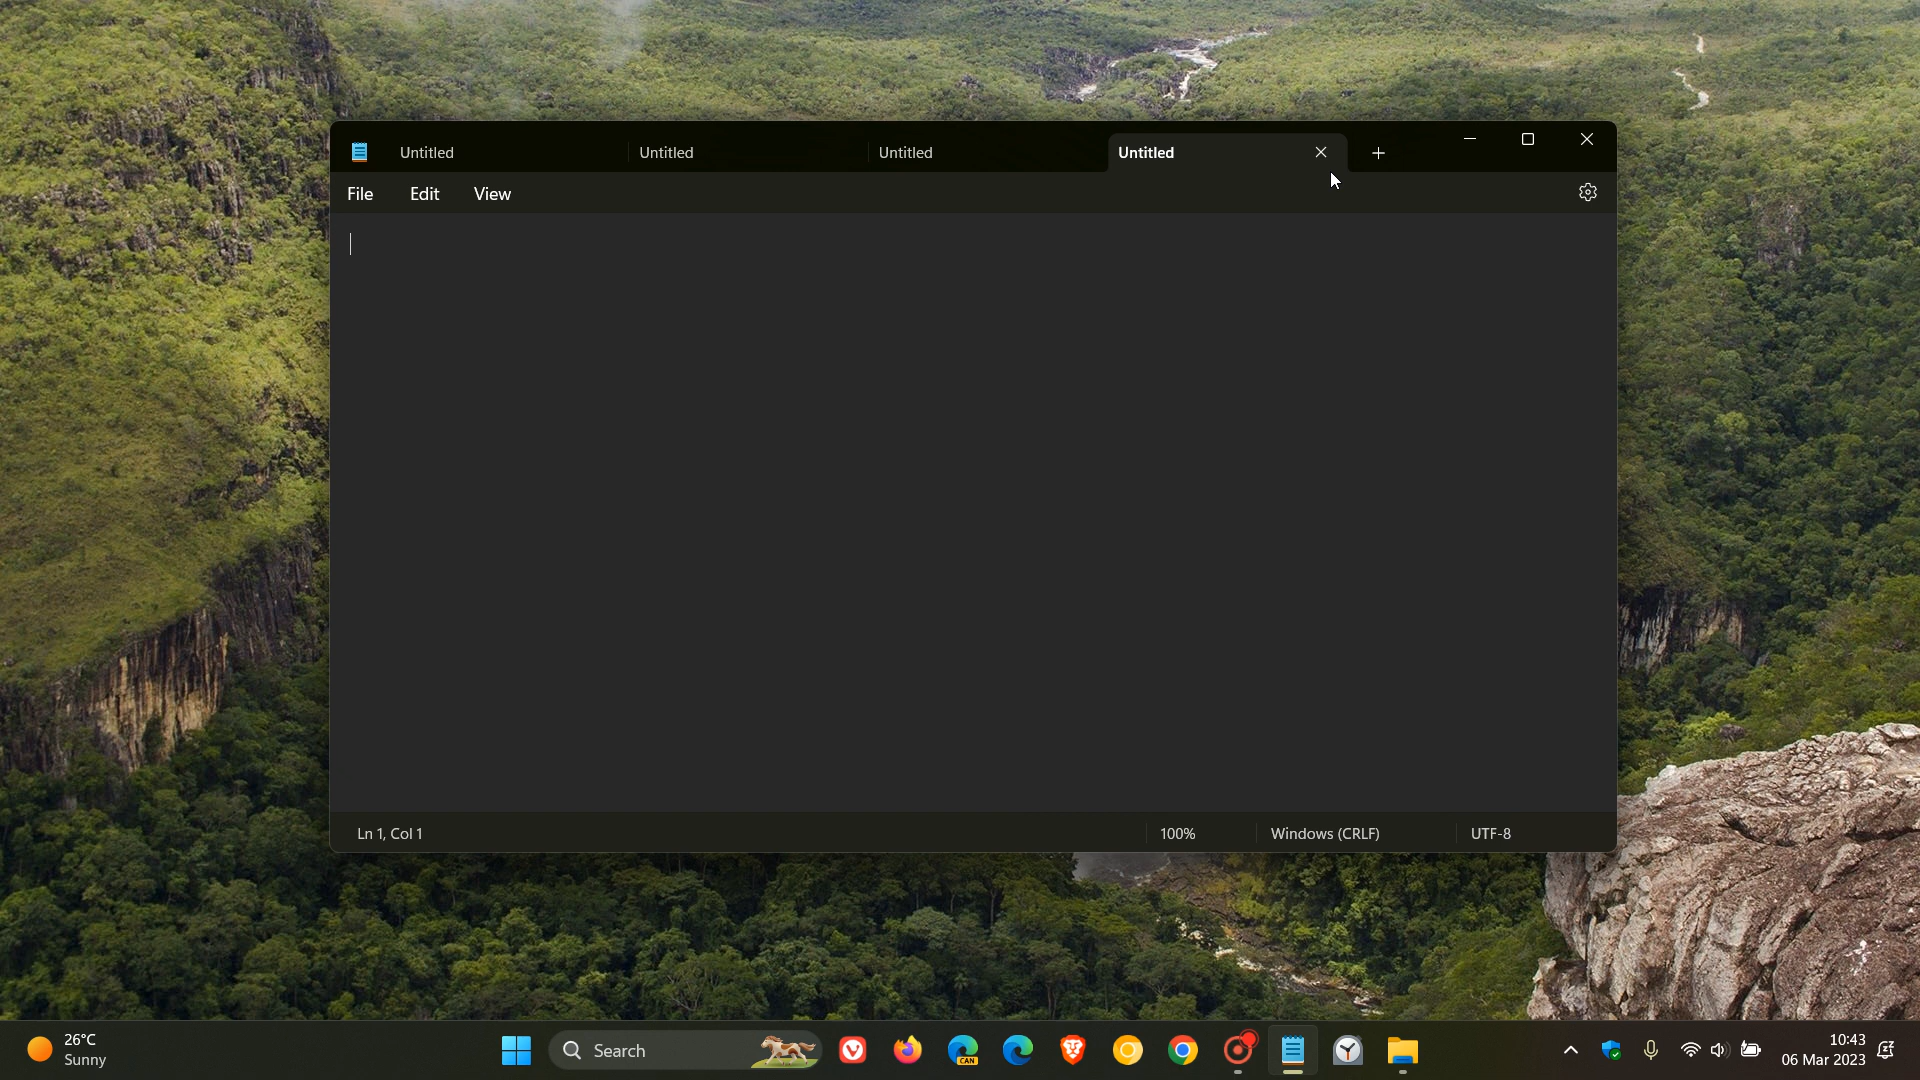 Untitled Untitled Untitled Untitled
File Edit View
Ln 1, Col 1 100% Windows (CRLF) UTF-8
26°C
Sunny
Search
CAN
10:43
06 Mar 2023